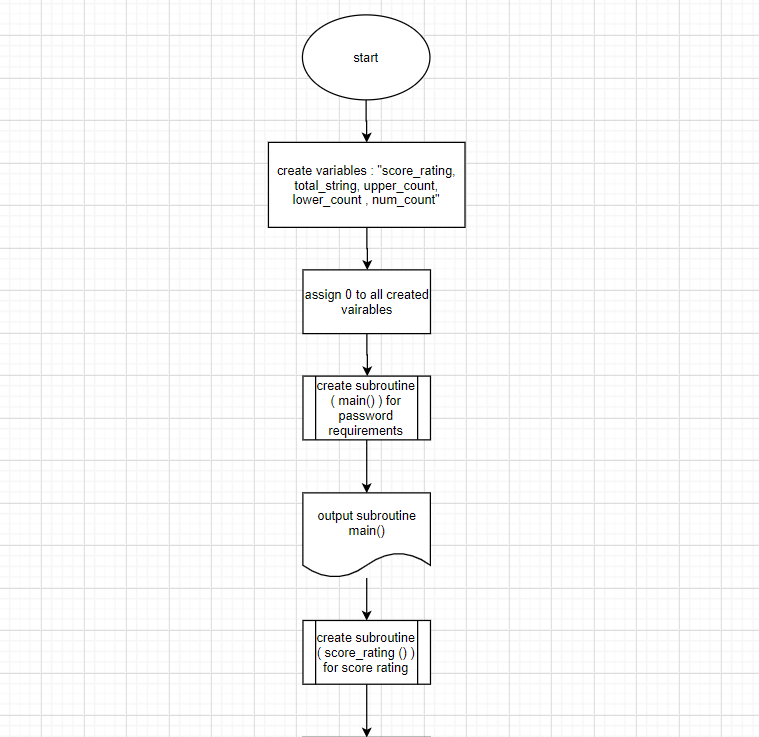 start
create variables : "score_rating,
total_string, upper_count,
lower_count , num_count"
assign 0 to all created
vairables
create subroutine
( main() ) for
password
requirements
output subroutine
main()
create subroutine
( score_rating () )
for score rating